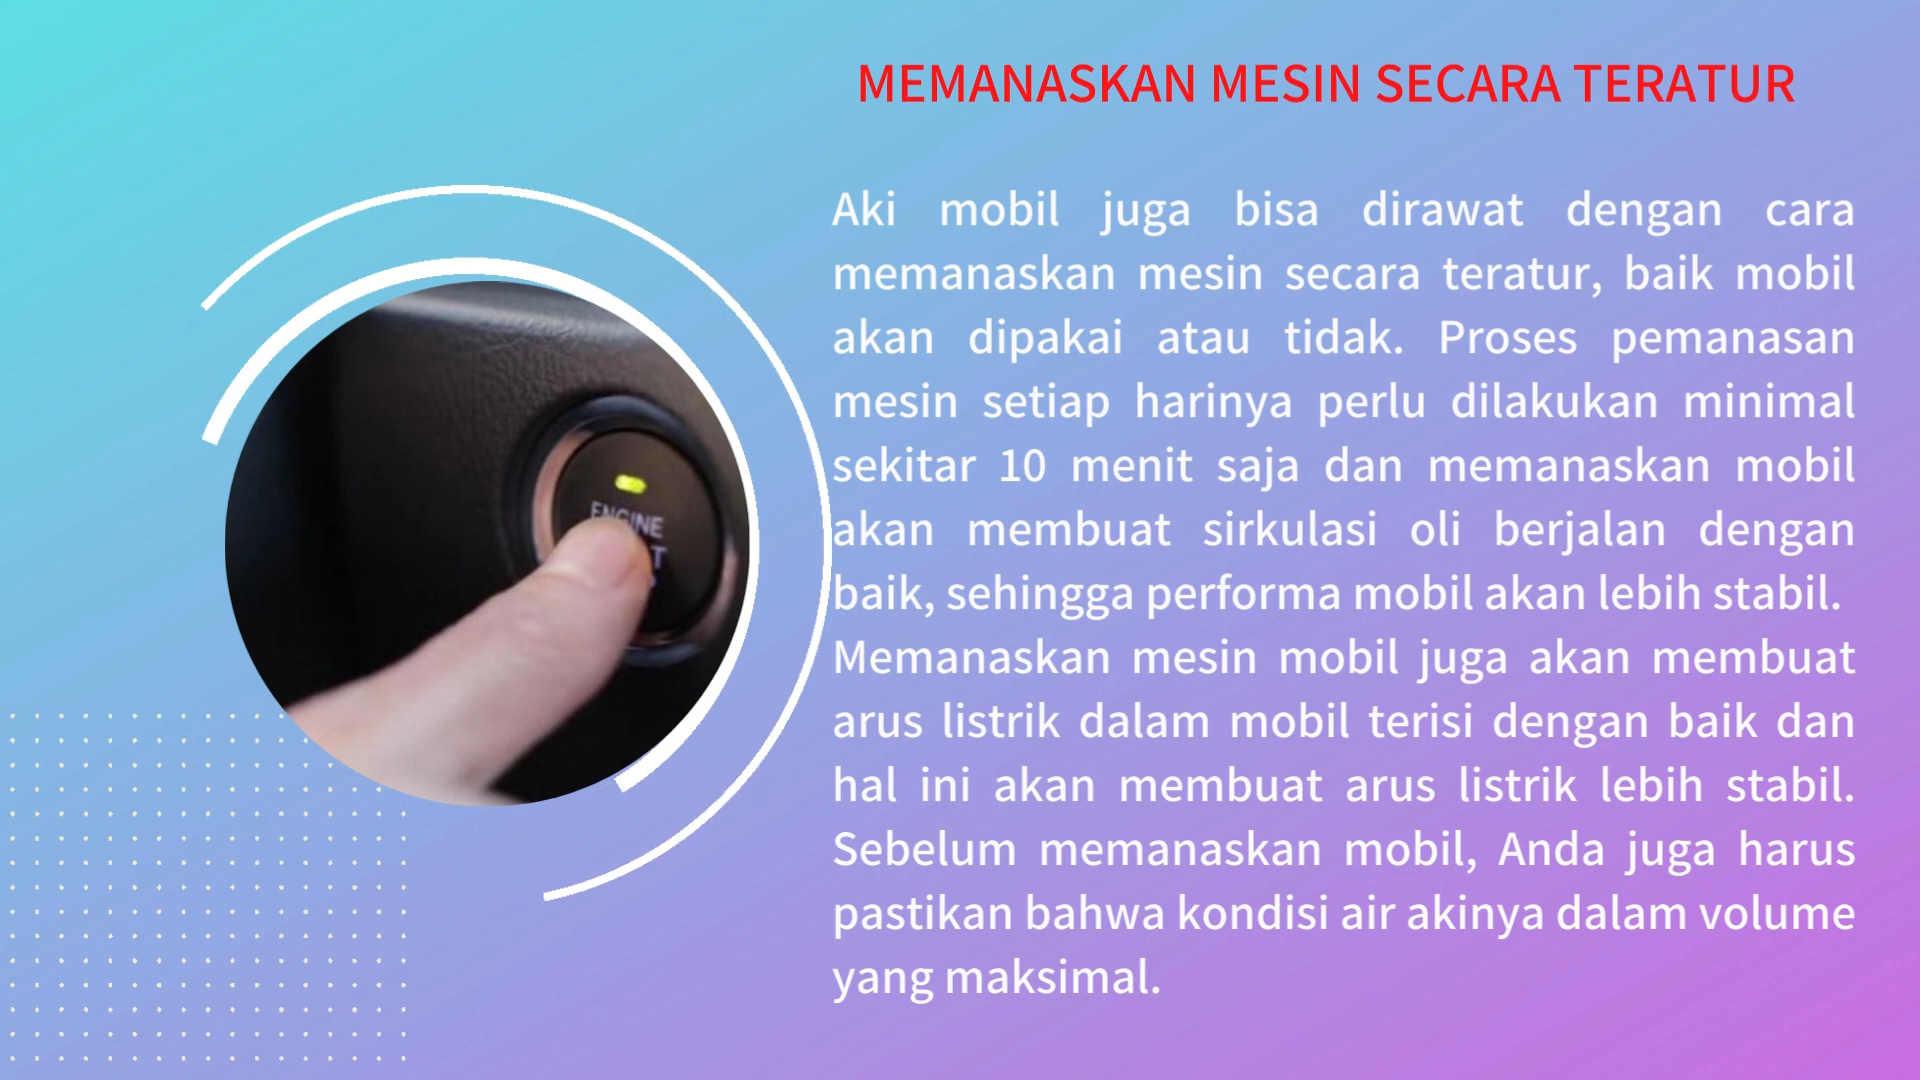 MEMANASKAN MESIN SECARA TERATUR
Aki mobil juga bisa dirawat dengan cara
memanaskan mesin secara teratur, baik mobil
akan dipakai atau tidak. Proses pemanasan
mesin setiap harinya perlu dilakukan minimal
sekitar 10 menit saja dan memanaskan mobil
akan membuat sirkulasi oli berjalan dengan
baik, sehingga performa mobil akan lebih stabil.
Memanaskan mesin mobil juga akan membuat
arus listrik dalam mobil terisi dengan baik dan
hal ini akan membuat arus listrik lebih stabil.
Sebelum memanaskan mobil, Anda juga harus
pastikan bahwa kondisi air akinya dalam volume
yang maksimal.
ENGINE